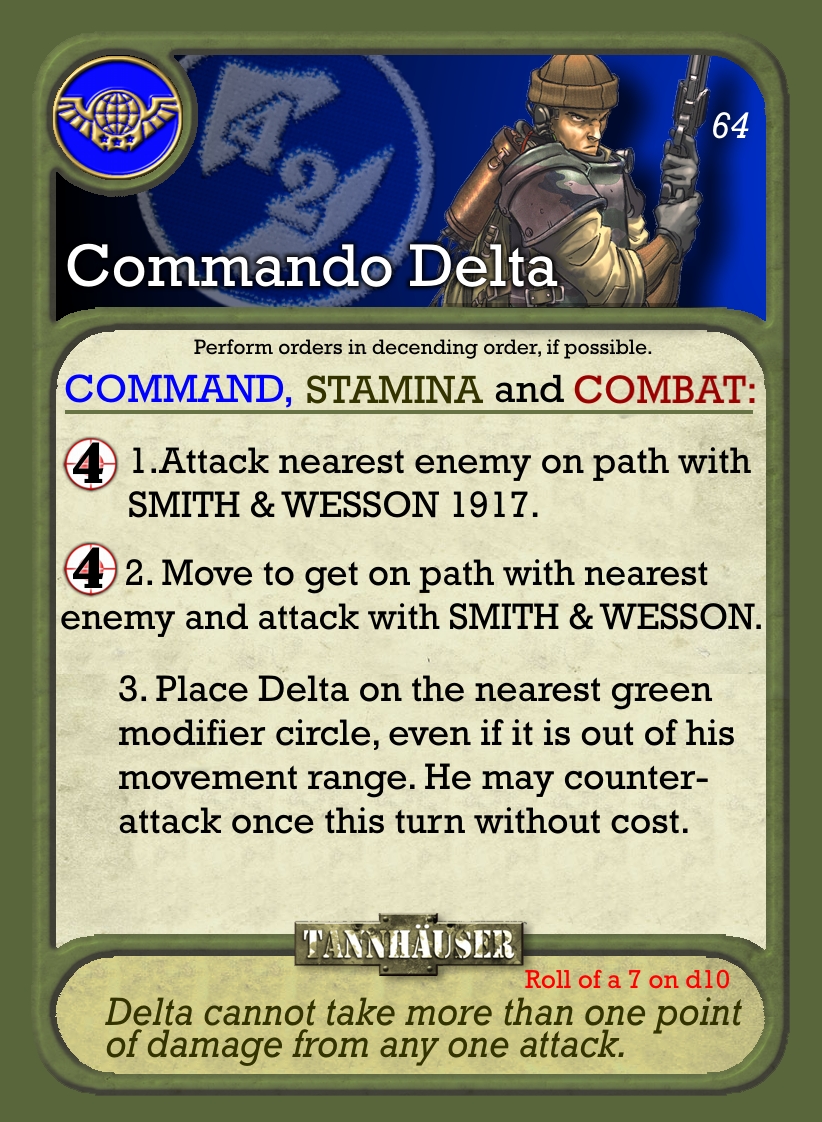 42
64
Commando Delta
Perform orders in decending order, if possible.
COMMAND, STAMINA and COMBAT:
4 1.Attack nearest enemy on path with
SMITH & WESSON 1917.
4 2. Move to get on path with nearest
enemy and attack with SMITH & WESSON.
3. Place Delta on the nearest green
modifier circle, even if it is out of his
movement range. He may counter-
attack once this turn without cost.
TANNHÄUSER
Roll of a 7 on d10
Delta cannot take more than one point
of damage from any one attack.